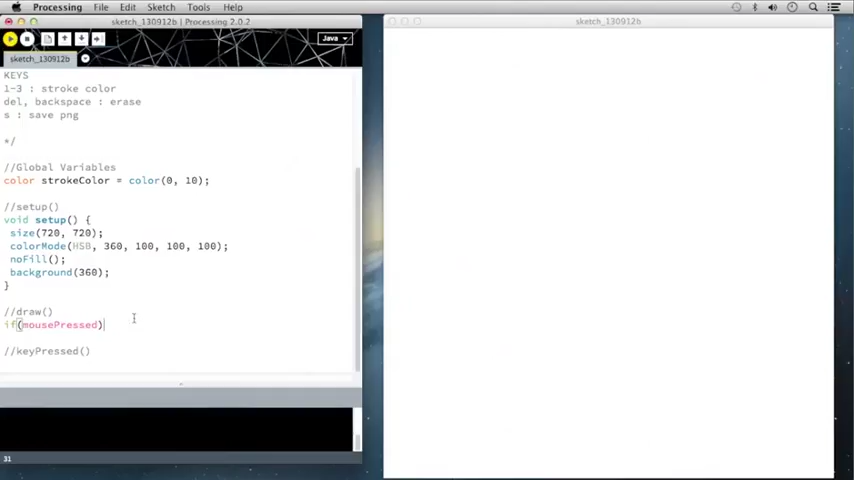 Processing File Edit Sketch Tools Help
sketch_130912b | Processing 2.0.2
sketch_130912b
Java
sketch_130912b
KEYS
1-3 : stroke color
del, backspace : erase
s : save png
*/
//Global Variables
color strokeColor = color(0, 10);
//setup()
void setup() {
size(720, 720);
colorMode(HSB, 360, 100, 100, 100);
noFill();
background(360);
}
//draw()
if(mousePressed)
//keyPressed()
31